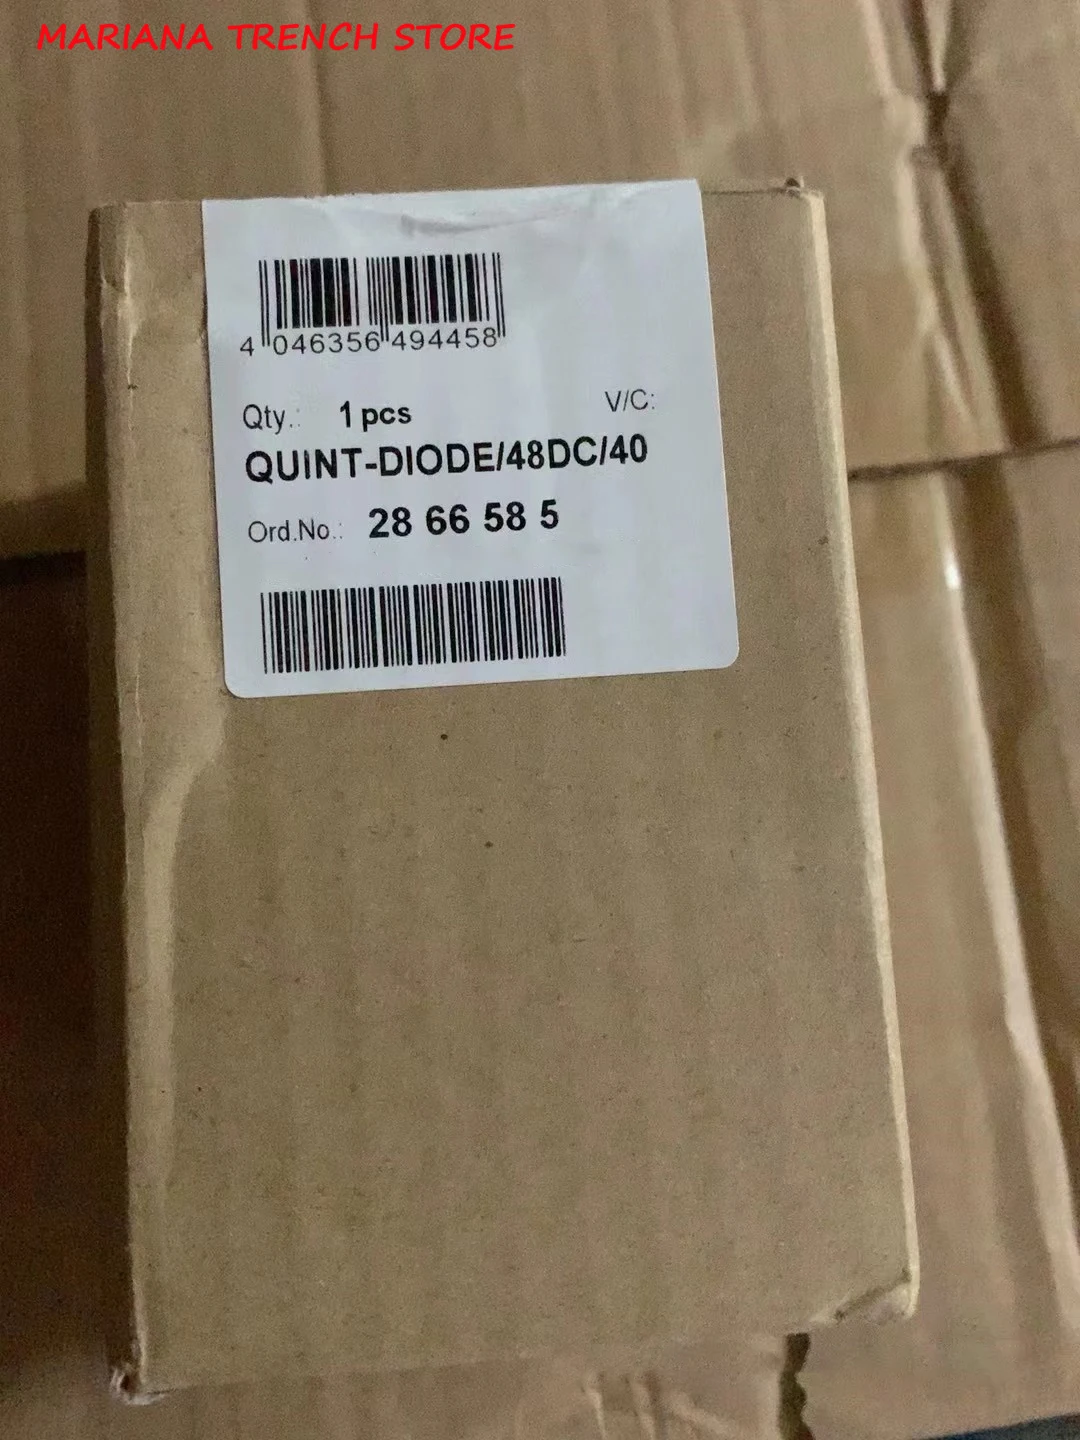 MARIANA TRENCH STORE
4 046356 494458
Qty.: 1 pcs V/C:
QUINT-DIODE/48DC/40
Ord.No.: 28 66 58 5